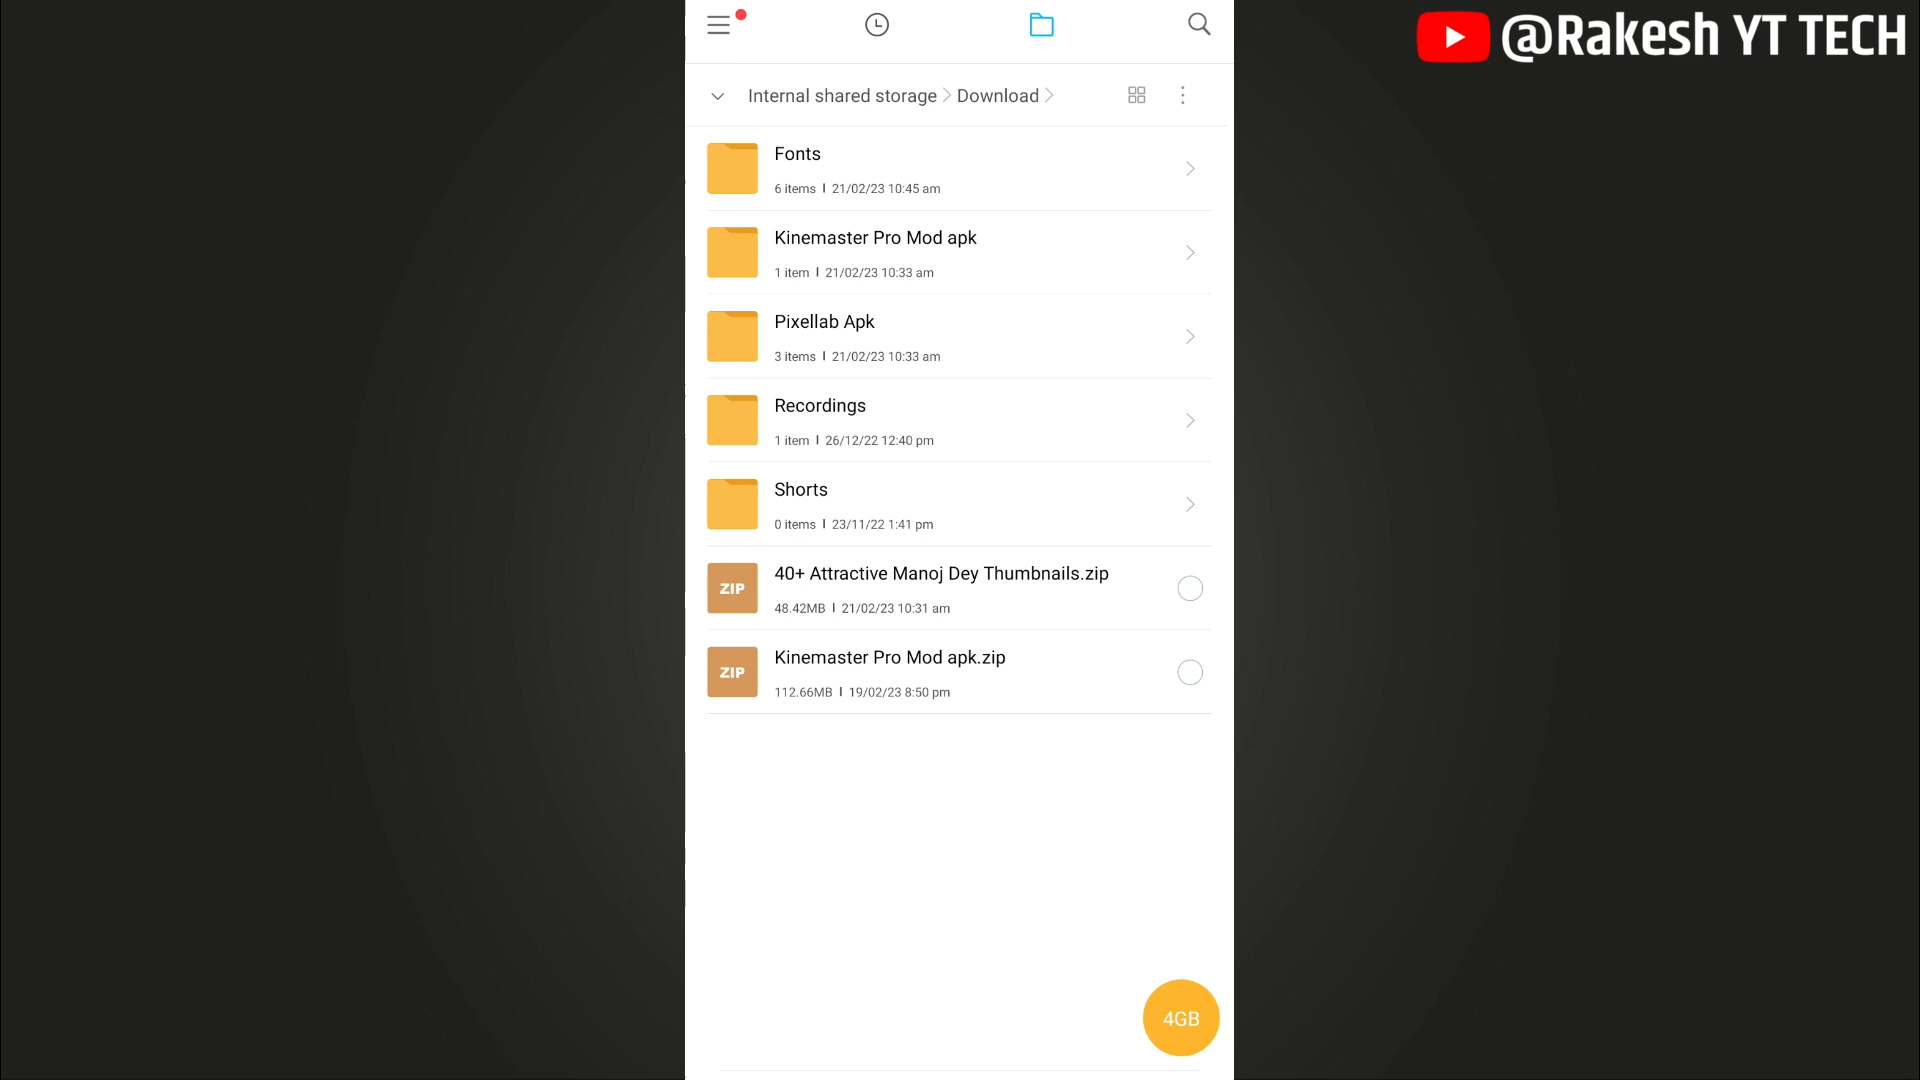 @Rakesh YT TECH
Internal shared storage > Download >
Fonts
6 items | 21/02/23 10:45 am
Kinemaster Pro Mod apk
1 item | 21/02/23 10:33 am
Pixellab Apk
3 items | 21/02/23 10:33 am
Recordings
1 item | 26/12/22 12:40 pm
Shorts
0 items | 23/11/22 1:41 pm
ZIP
40+ Attractive Manoj Dey Thumbnails.zip
48.42MB | 21/02/23 10:31 am
ZIP
Kinemaster Pro Mod apk.zip
112.66MB | 19/02/23 8:50 pm
4GB